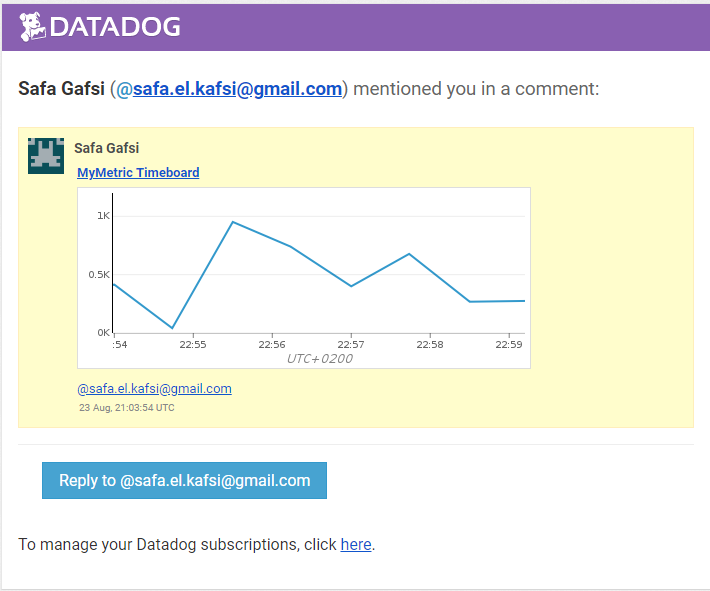 DATADOG
Safa Gafsi (@safa.el.kafsi@gmail.com) mentioned you in a comment:
Safa Gafsi
MyMetric Timeboard
1K
0.5K
0K
:54 22:55 22:56 22:57 22:58 22:59
UTC+0200
@safa.el.kafsi@gmail.com
23 Aug, 21:03:54 UTC
Reply to @safa.el.kafsi@gmail.com
To manage your Datadog subscriptions, click here.